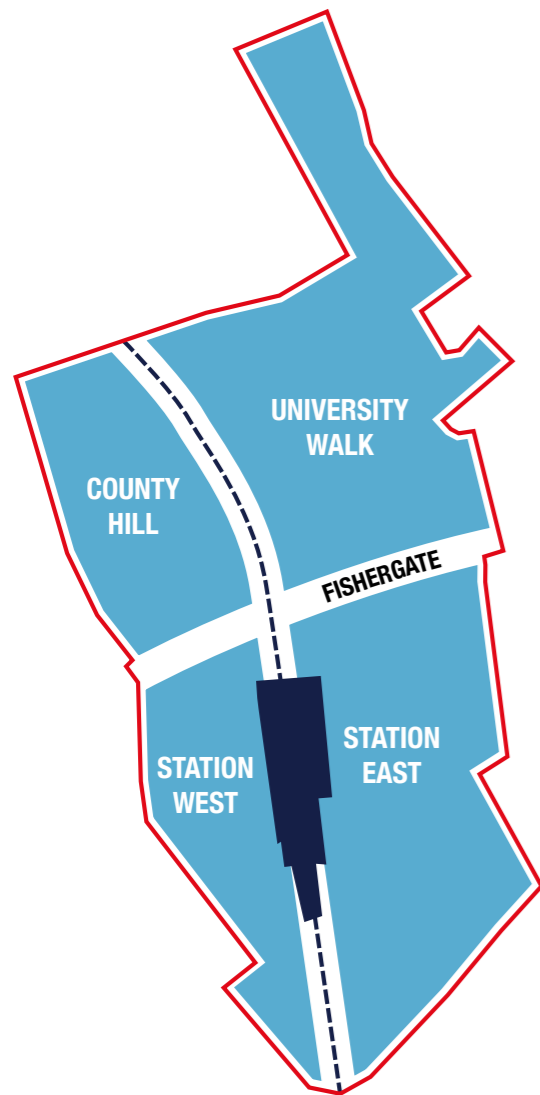 UNIVERSITY
WALK
COUNTY
HILL
FISHERGATE
STATION
EAST
STATION
WEST